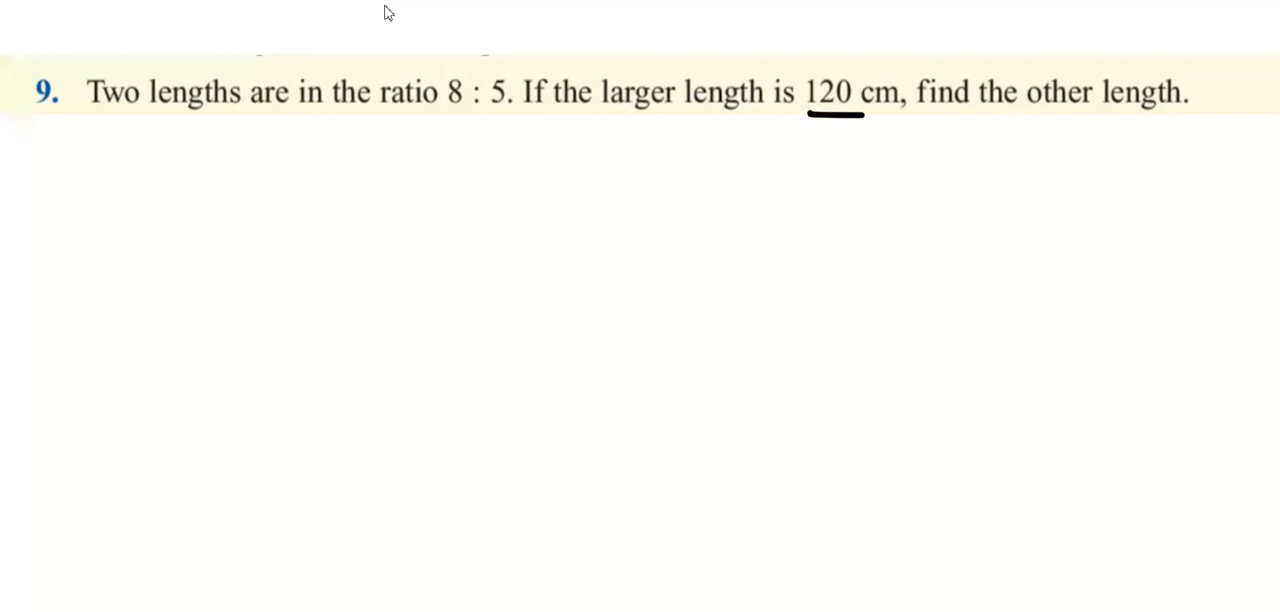 9. Two lengths are in the ratio 8 : 5. If the larger length is 120 cm, find the other length.